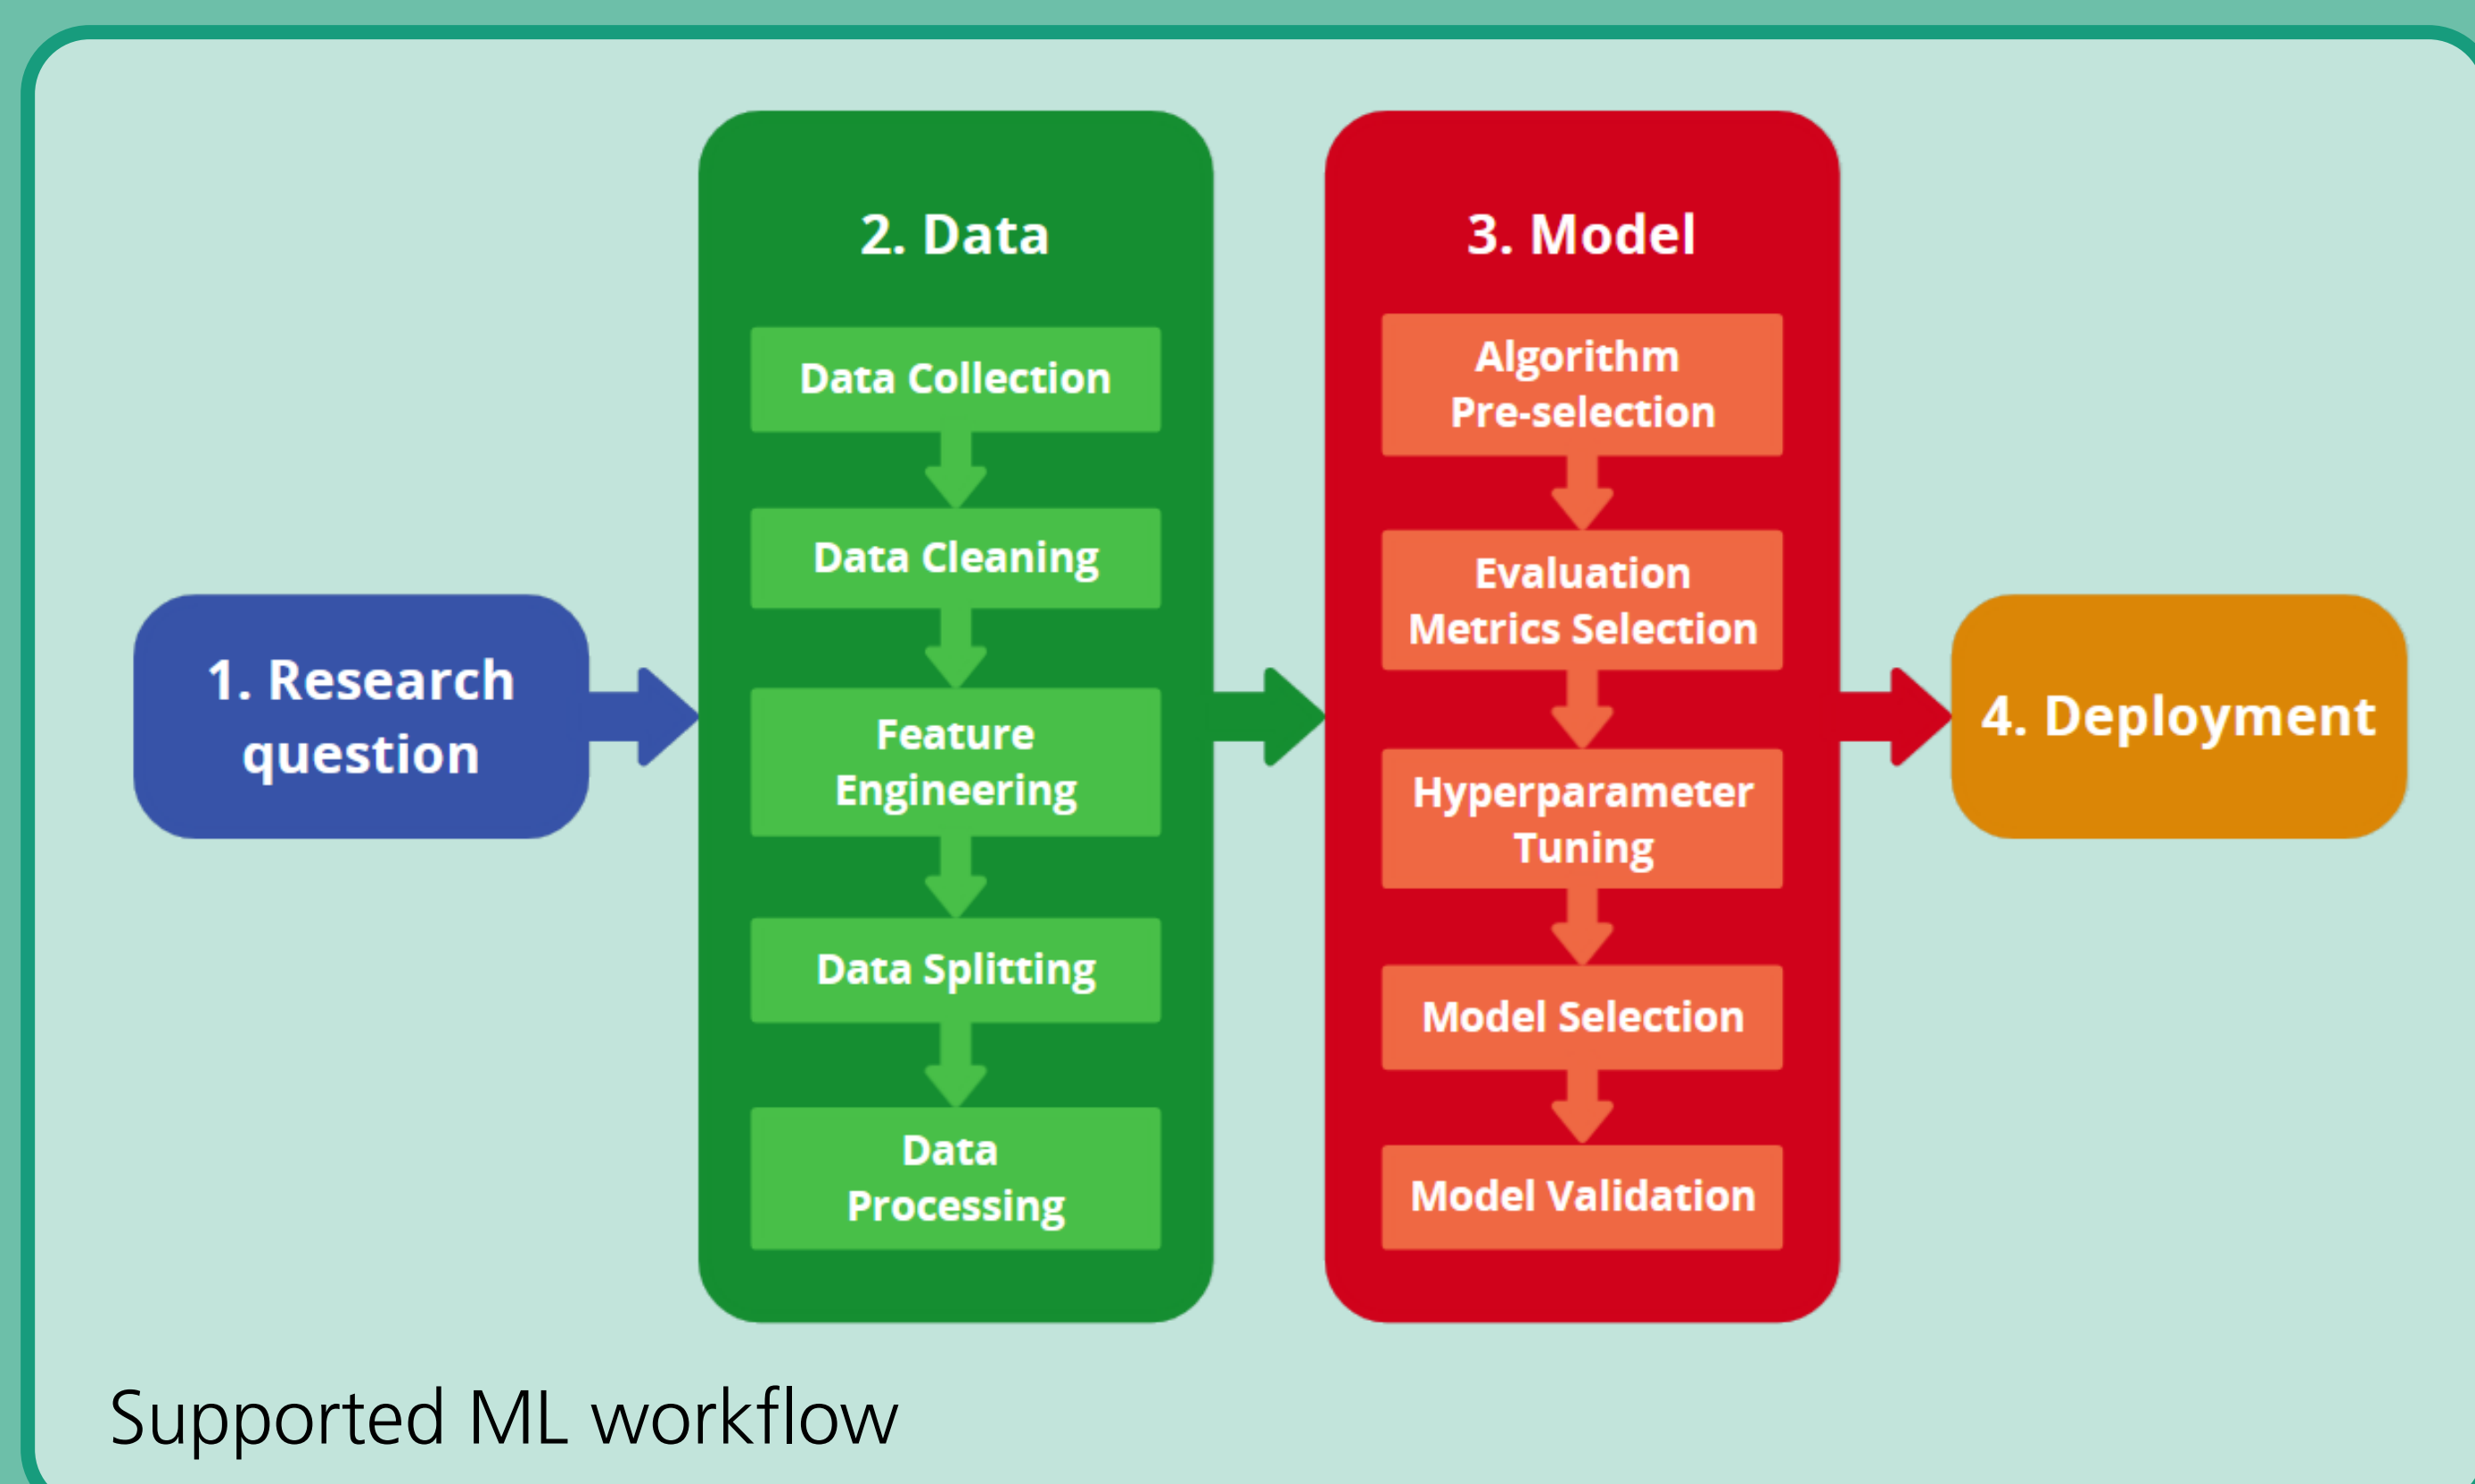 1. Research
question
2. Data
Data Collection
Data Cleaning
Feature
Engineering
Data Splitting
Data
Processing
3. Model
Algorithm
Pre-selection
Evaluation
Metrics Selection
Hyperparameter
Tuning
Model Selection
Model Validation
4. Deployment
Supported ML workflow